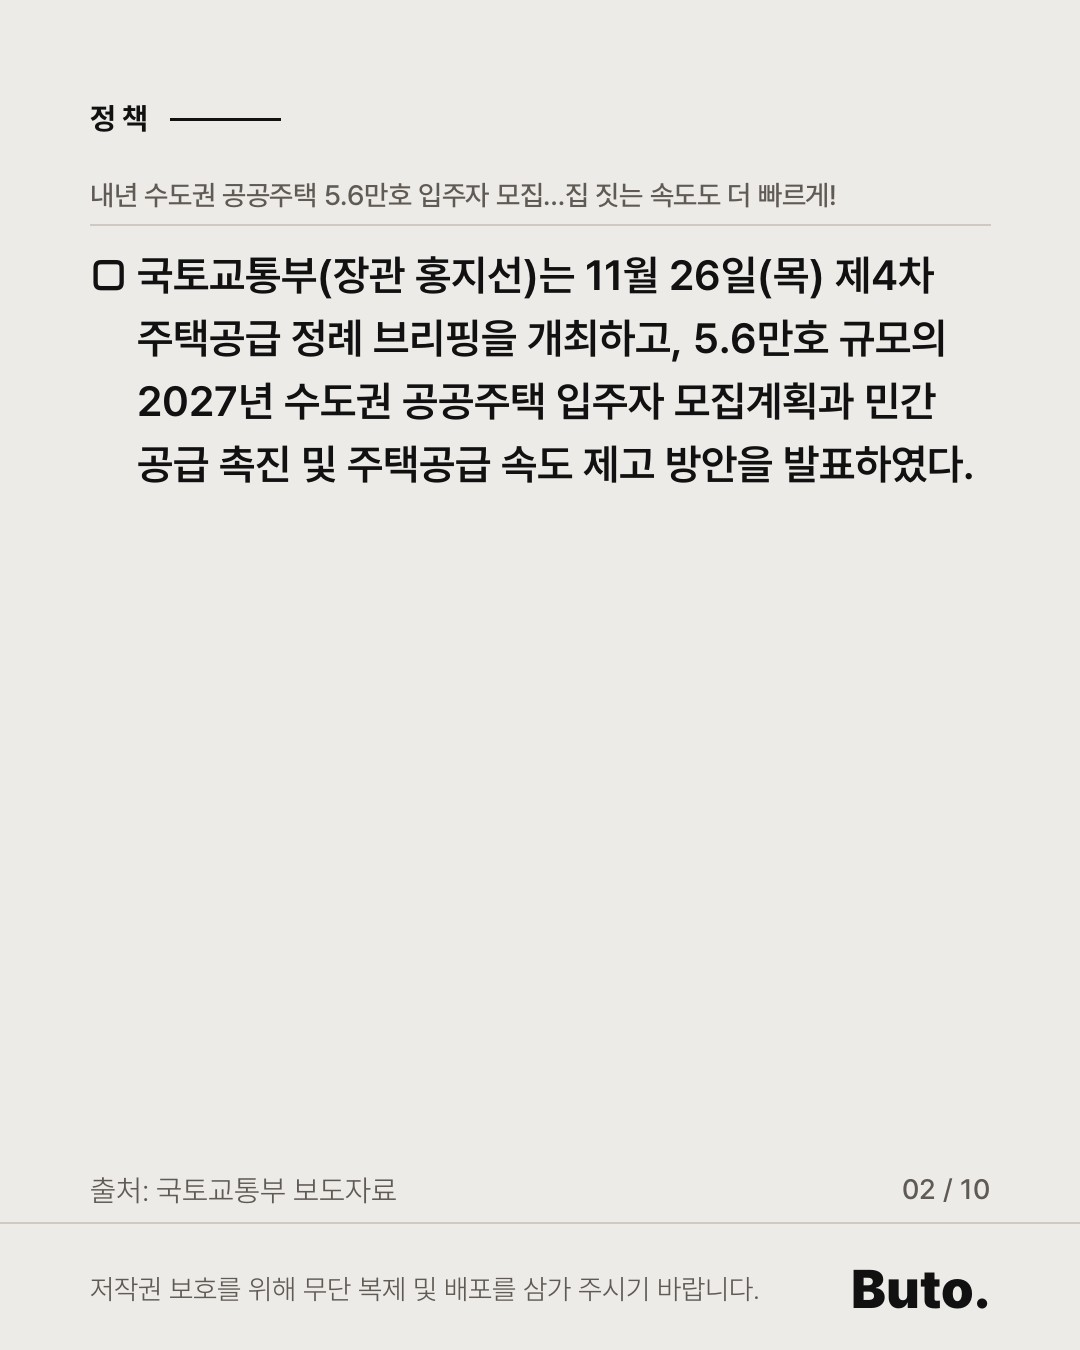 정책
내년 수도권 공공주택 5.6만호 입주자 모집...집 짓는 속도도 더 빠르게!
□ 국토교통부(장관 홍지선)는 11월 26일(목) 제4차
주택공급 정례 브리핑을 개최하고, 5.6만호 규모의
2027년 수도권 공공주택 입주자 모집계획과 민간
공급 촉진 및 주택공급 속도 제고 방안을 발표하였다.
출처: 국토교통부 보도자료
02 / 10
저작권 보호를 위해 무단 복제 및 배포를 삼가 주시기 바랍니다.
Buto.